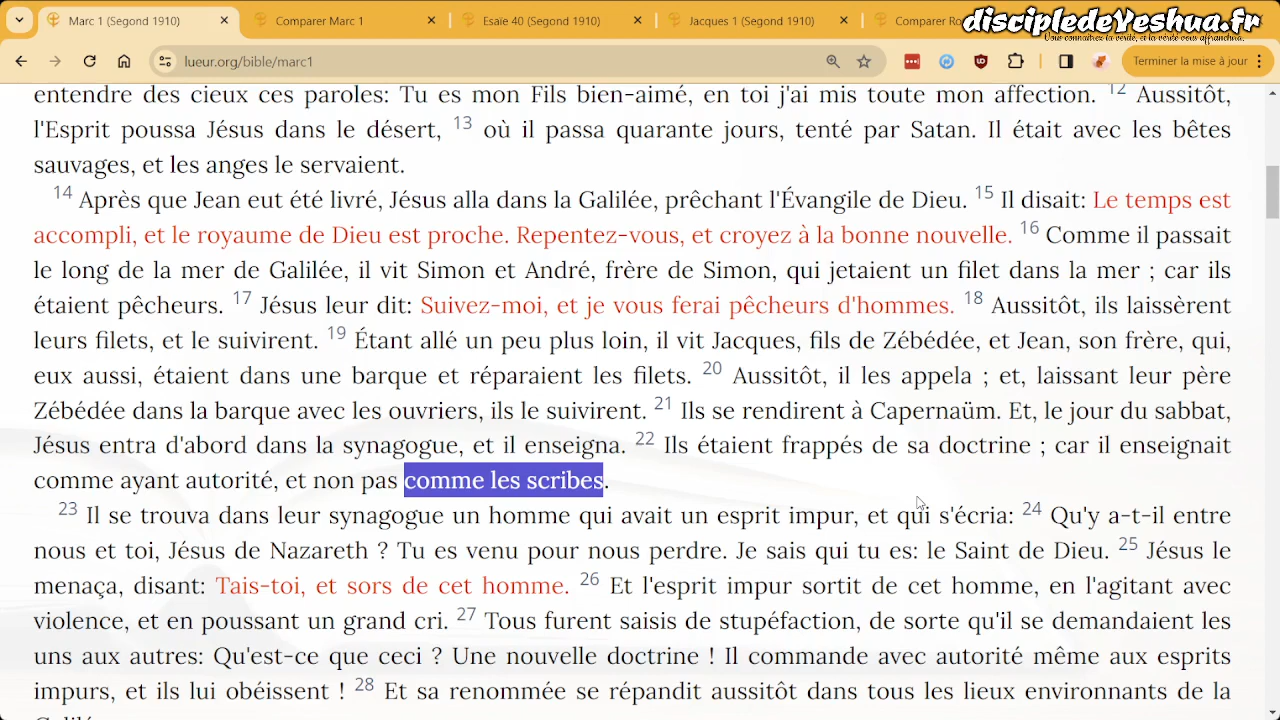 Marc 1 (Segond 1910)
Comparer Marc 1
Esaïe 40 (Segond 1910)
Jacques 1 (Segond 1910)
Comparer Ro
discipledeYeshua.fr
Vous connaîtrez la vérité, et la vérité vous affranchira.
lueur.org/bible/marc1
Terminer la mise à jour
entendre des cieux ces paroles: Tu es mon Fils bien-aimé, en toi j'ai mis toute mon affection. 12 Aussitôt,
l'Esprit poussa Jésus dans le désert, 13 où il passa quarante jours, tenté par Satan. Il était avec les bêtes
sauvages, et les anges le servaient.
14 Après que Jean eut été livré, Jésus alla dans la Galilée, prêchant l'Évangile de Dieu. 15 Il disait: Le temps est
accompli, et le royaume de Dieu est proche. Repentez-vous, et croyez à la bonne nouvelle. 16 Comme il passait
le long de la mer de Galilée, il vit Simon et André, frère de Simon, qui jetaient un filet dans la mer ; car ils
étaient pêcheurs. 17 Jésus leur dit: Suivez-moi, et je vous ferai pêcheurs d'hommes. 18 Aussitôt, ils laissèrent
leurs filets, et le suivirent. 19 Étant allé un peu plus loin, il vit Jacques, fils de Zébédée, et Jean, son frère, qui,
eux aussi, étaient dans une barque et réparaient les filets. 20 Aussitôt, il les appela ; et, laissant leur père
Zébédée dans la barque avec les ouvriers, ils le suivirent. 21 Ils se rendirent à Capernaüm. Et, le jour du sabbat,
Jésus entra d'abord dans la synagogue, et il enseigna. 22 Ils étaient frappés de sa doctrine ; car il enseignait
comme ayant autorité, et non pas comme les scribes.
23 Il se trouva dans leur synagogue un homme qui avait un esprit impur, et qui s'écria: 24 Qu'y a-t-il entre
nous et toi, Jésus de Nazareth ? Tu es venu pour nous perdre. Je sais qui tu es: le Saint de Dieu. 25 Jésus le
menaça, disant: Tais-toi, et sors de cet homme. 26 Et l'esprit impur sortit de cet homme, en l'agitant avec
violence, et en poussant un grand cri. 27 Tous furent saisis de stupéfaction, de sorte qu'il se demandaient les
uns aux autres: Qu'est-ce que ceci ? Une nouvelle doctrine ! Il commande avec autorité même aux esprits
impurs, et ils lui obéissent ! 28 Et sa renommée se répandit aussitôt dans tous les lieux environnants de la